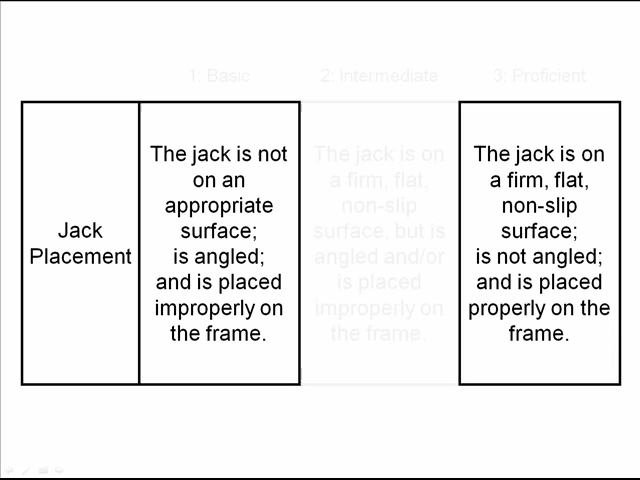 1: Basic
2: Intermediate
3: Proficient
Jack
Placement
The jack is not
on an
appropriate
surface;
is angled;
and is placed
improperly on
the frame.
The jack is on
a firm, flat,
non-slip
surface, but is
angled and/or
is placed
improperly on
the frame.
The jack is on
a firm, flat,
non-slip
surface;
is not angled;
and is placed
properly on the
frame.